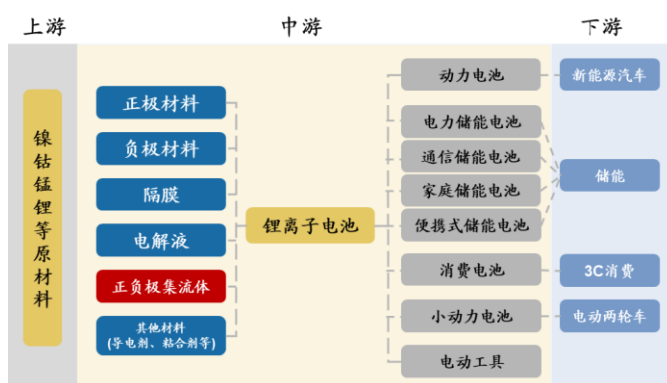 上游
中游
下游
镍钴锰锂等原材料
正极材料
负极材料
隔膜
电解液
正负极集流体
其他材料
(导电剂、粘合剂等)
锂离子电池
动力电池
电力储能电池
通信储能电池
家庭储能电池
便携式储能电池
消费电池
小动力电池
电动工具
新能源汽车
储能
3C消费
电动两轮车